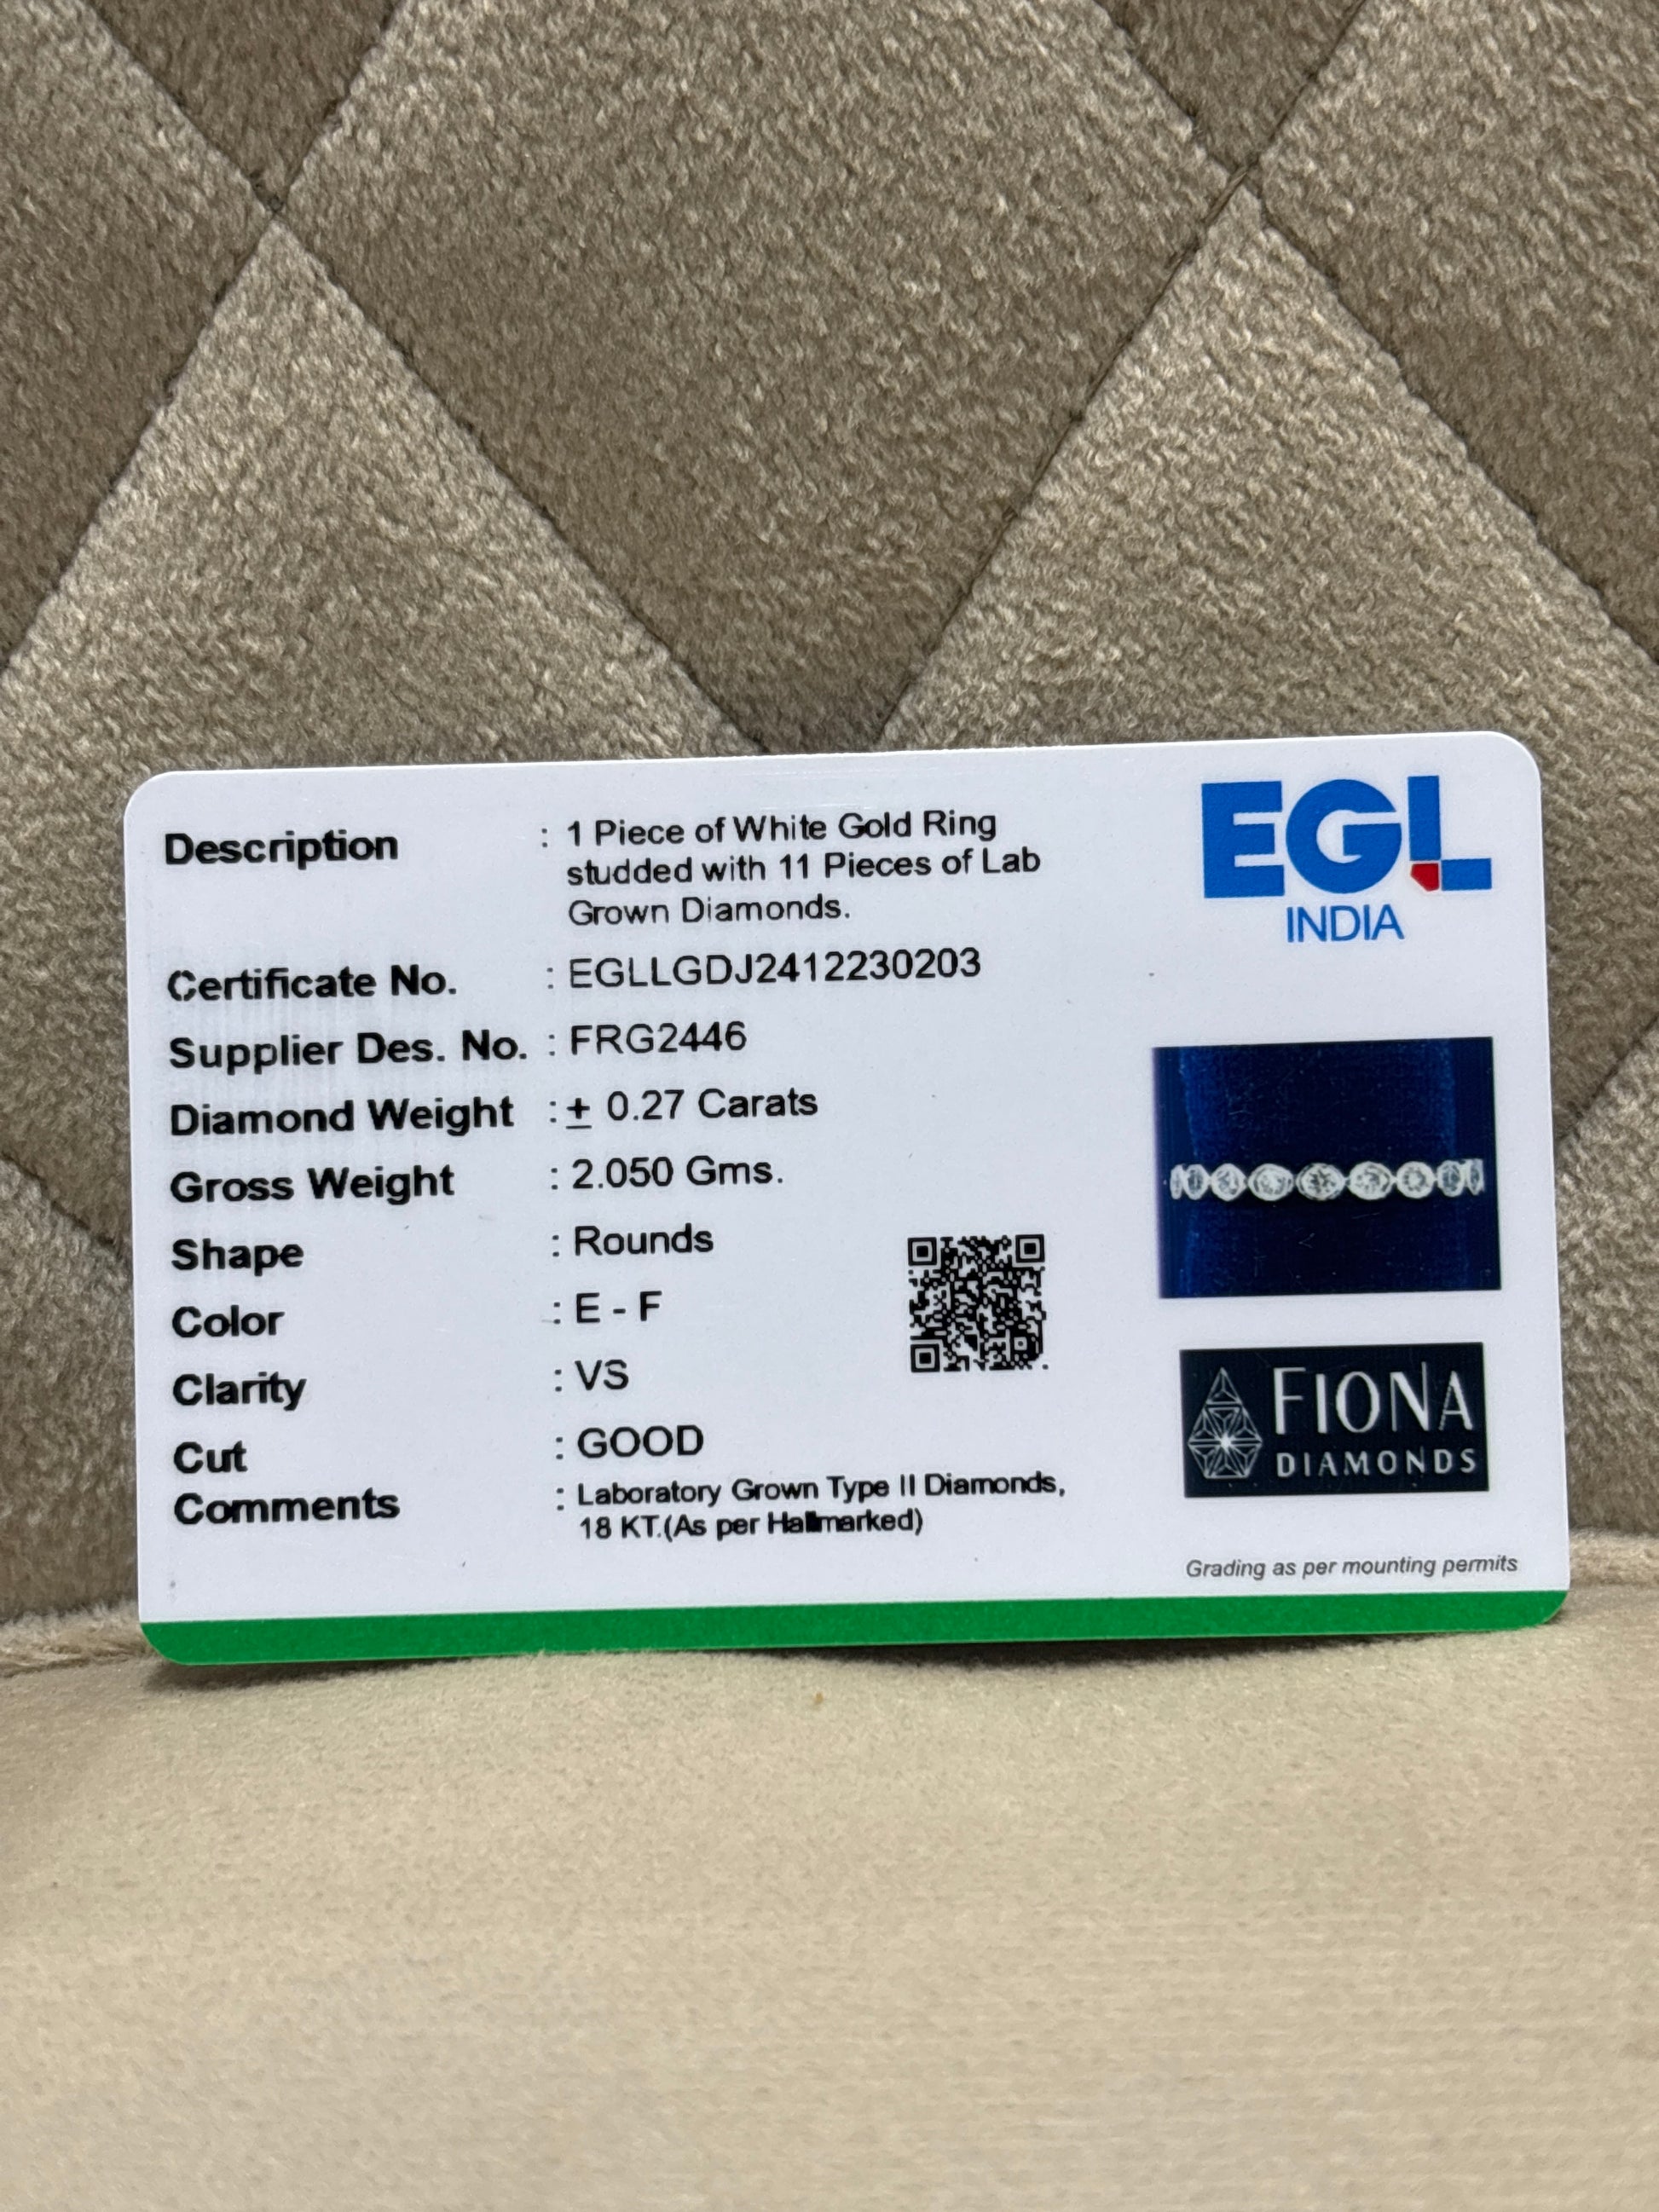 EGL
INDIA
Description : 1 Piece of White Gold Ring
studded with 11 Pieces of Lab
Grown Diamonds.
Certificate No. : EGLLGDJ2412230203
Supplier Des. No. : FRG2446
Diamond Weight : ± 0.27 Carats
Gross Weight : 2.050 Gms.
Shape : Rounds
Color : E - F
Clarity : VS
Cut : GOOD
Comments : Laboratory Grown Type II Diamonds,
18 KT.(As per Hallmarked)
FIONA
DIAMONDS
Grading as per mounting permits